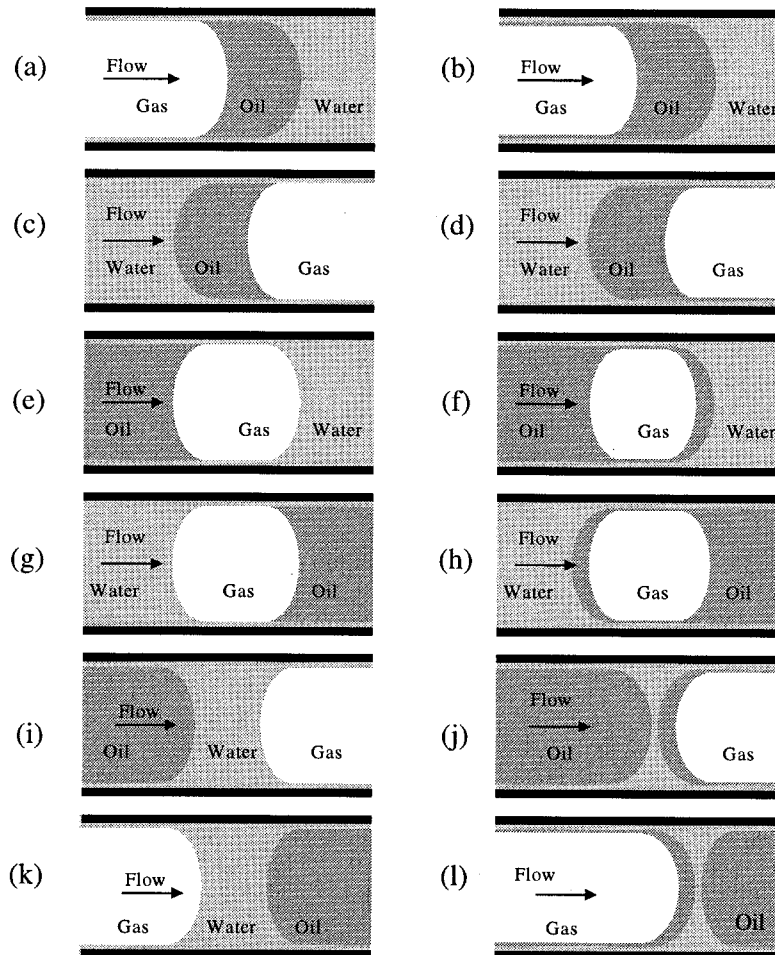 (a)
Flow
Gas
Oil
Water
(b)
Flow
Gas
Oil
Water
(c)
Flow
Water
Oil
Gas
(d)
Flow
Water
Oil
Gas
(e)
Flow
Oil
Gas
Water
(f)
Flow
Oil
Gas
Water
(g)
Flow
Water
Gas
Oil
(h)
Flow
Water
Gas
Oil
(i)
Flow
Oil
Water
Gas
(j)
Flow
Oil
Gas
(k)
Flow
Gas
Water
Oil
(l)
Flow
Gas
Oil